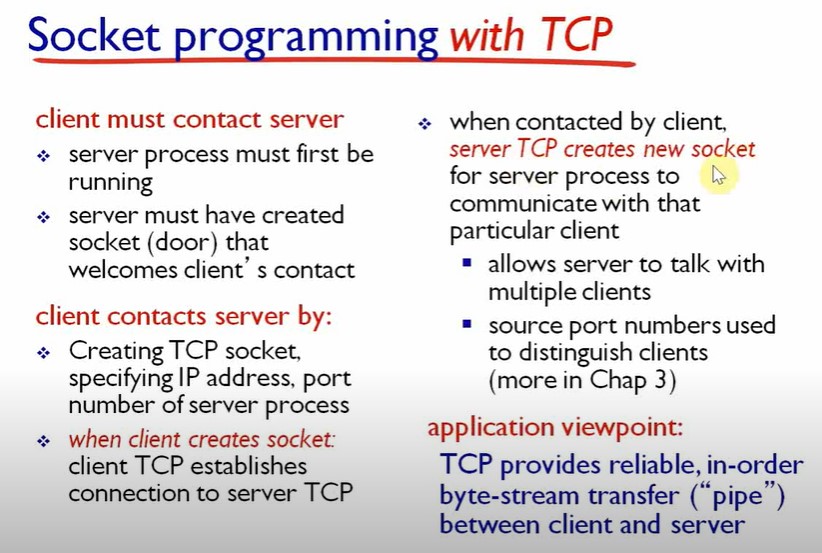 Socket programming with TCP
client must contact server
server process must first be
running
server must have created
socket (door) that
welcomes client's contact
client contacts server by:
Creating TCP socket,
specifying IP address, port
number of server process
when client creates socket:
client TCP establishes
connection to server TCP
when contacted by client,
server TCP creates new socket
for server process to
communicate with that
particular client
allows server to talk with
multiple clients
source port numbers used
to distinguish clients
(more in Chap 3)
application viewpoint:
TCP provides reliable, in-order
byte-stream transfer (“pipe”)
between client and server